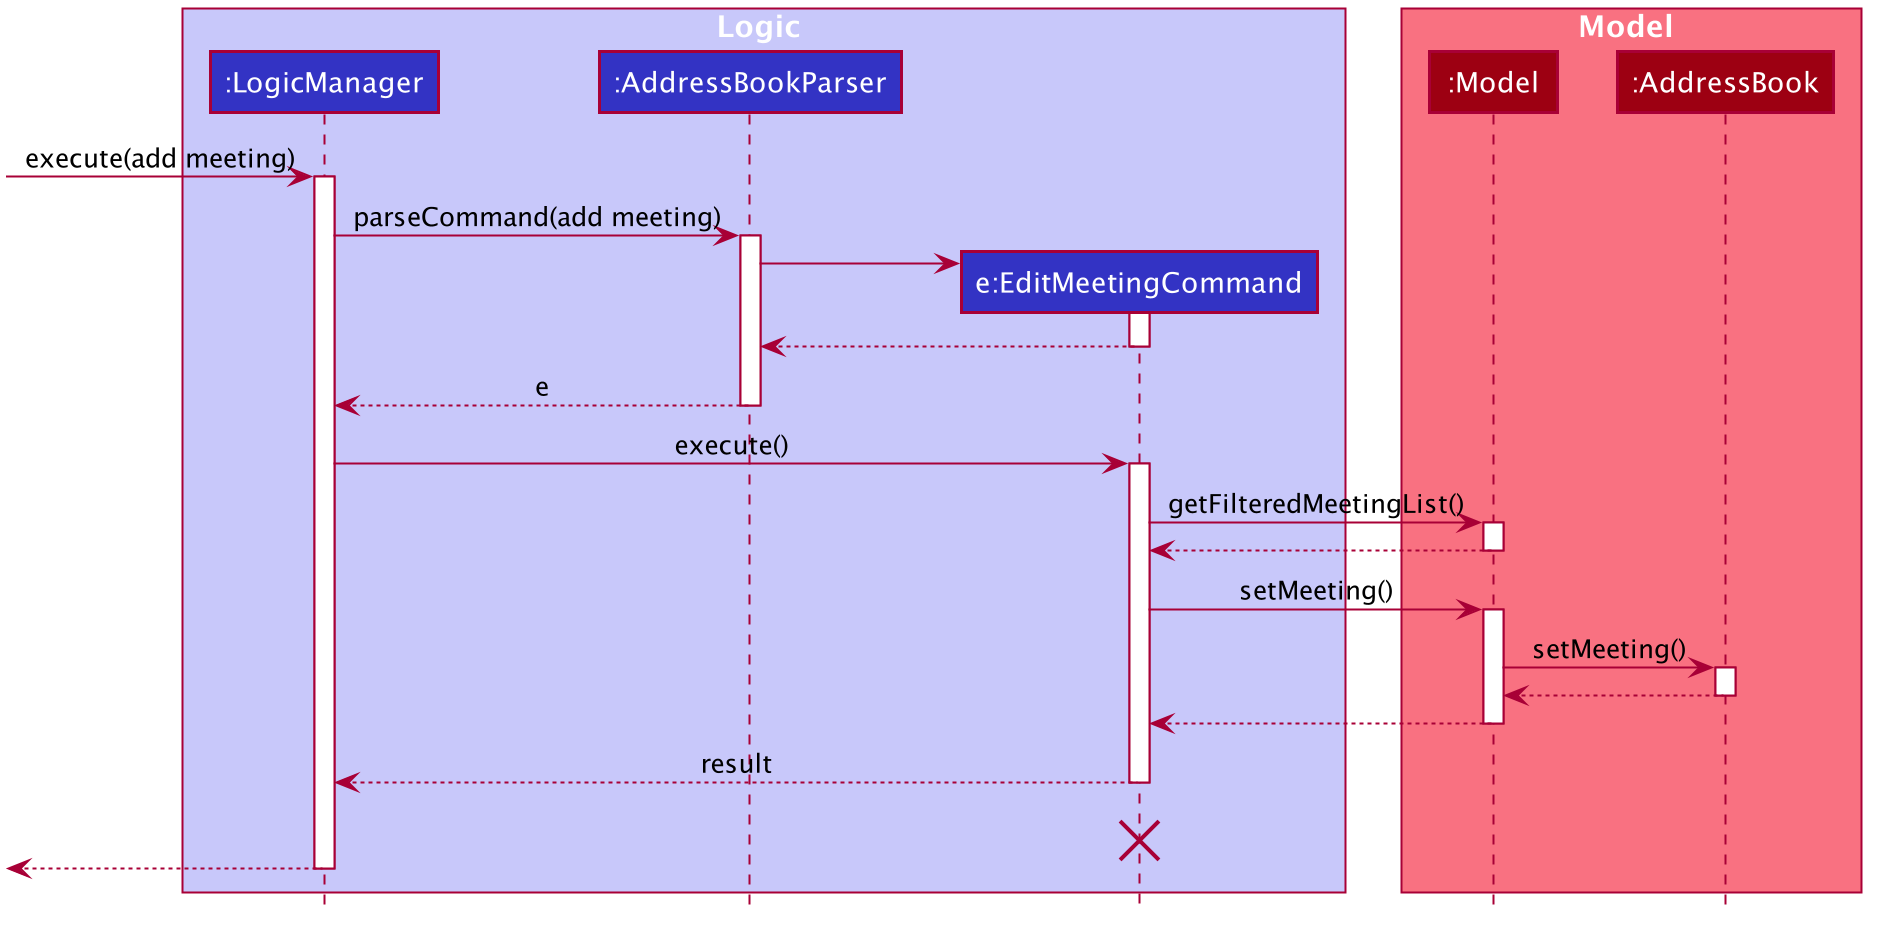 Logic
Model
:LogicManager
:AddressBookParser
:Model
:AddressBook
execute(add meeting)
parseCommand(add meeting)
e:EditMeetingCommand
e
execute()
getFilteredMeetingList()
setMeeting()
setMeeting()
result